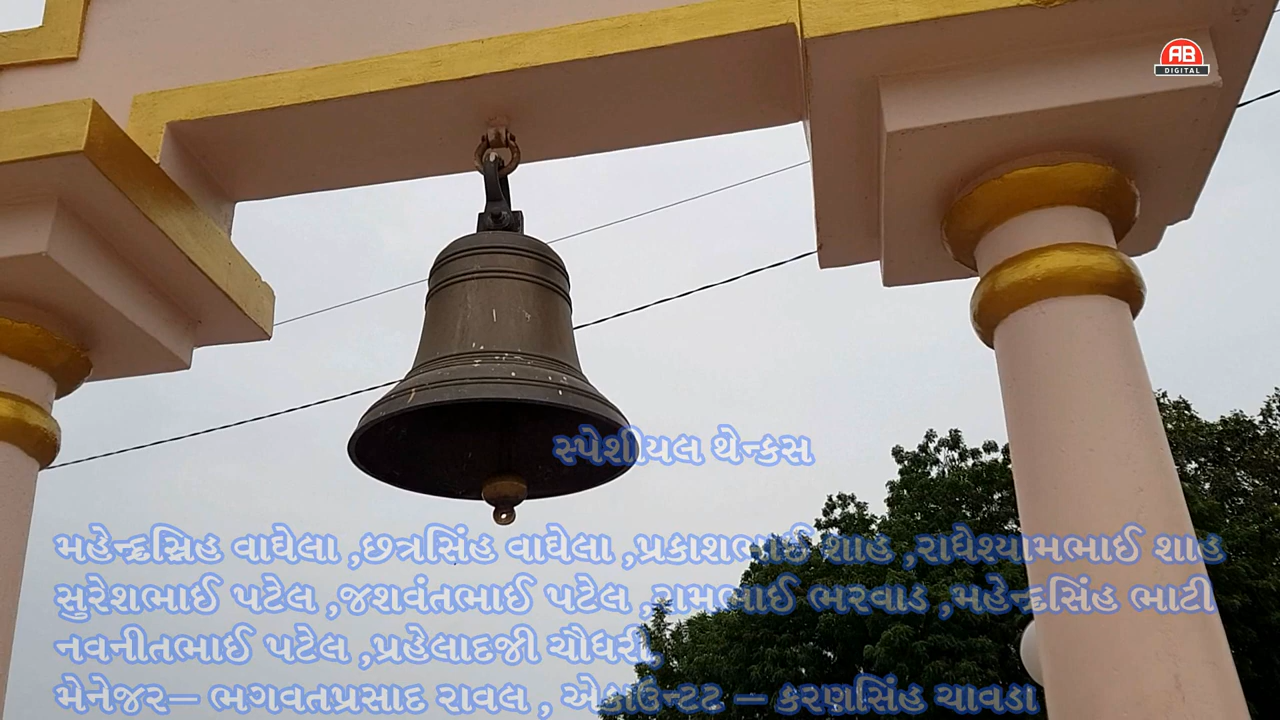 AB
DIGITAL
સ્પેશીયલ થેન્કસ
મહેન્દ્રસિહ વાઘેલા ,છત્રસિંહ વાઘેલા ,પ્રકાશભાઈ શાહ ,રાધેશ્યામભાઈ શાહ
સુરેશભાઈ પટેલ ,જશવંતભાઈ પટેલ ,રામભાઈ ભરવાડ ,મહેન્દ્રસિંહ ભાટી
નવનીતભાઈ પટેલ ,પ્રહેલાદજી ચૌધરી,
મેનેજર– ભગવતપ્રસાદ રાવલ , એકાઉન્ટટ – કરણસિંહ ચાવડા